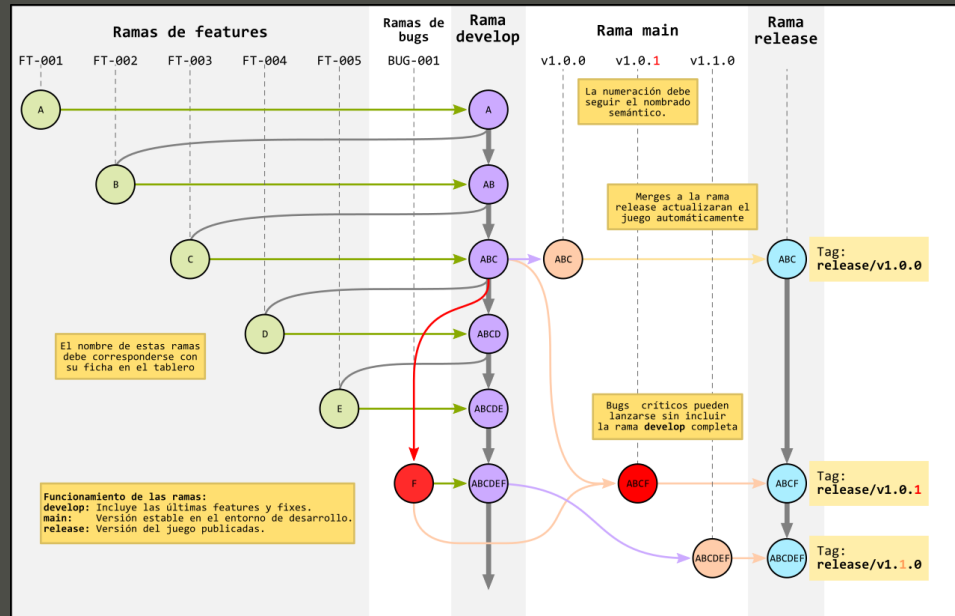 Ramas de features
Ramas de
bugs
Rama
develop
Rama main
Rama
release
FT-001
FT-002
FT-003
FT-004
FT-005
BUG-001
v1.0.0
v1.0.1
v1.1.0
La numeración debe
seguir el nombrado
semántico.
A
A
B
AB
Merges a la rama
release actualizaran el
juego automáticamente
C
ABC
ABC
ABC
Tag:
release/v1.0.0
D
ABCD
El nombre de estas ramas
debe corresponderse con
su ficha en el tablero
E
ABCDE
Bugs críticos pueden
lanzarse sin incluir
la rama develop completa
F
ABCDEF
ABCF
ABCF
Tag:
release/v1.0.1
Funcionamiento de las ramas:
develop: Incluye las últimas features y fixes.
main: Versión estable en el entorno de desarrollo.
release: Versión del juego publicadas.
ABCDEF
ABCDEF
Tag:
release/v1.1.0